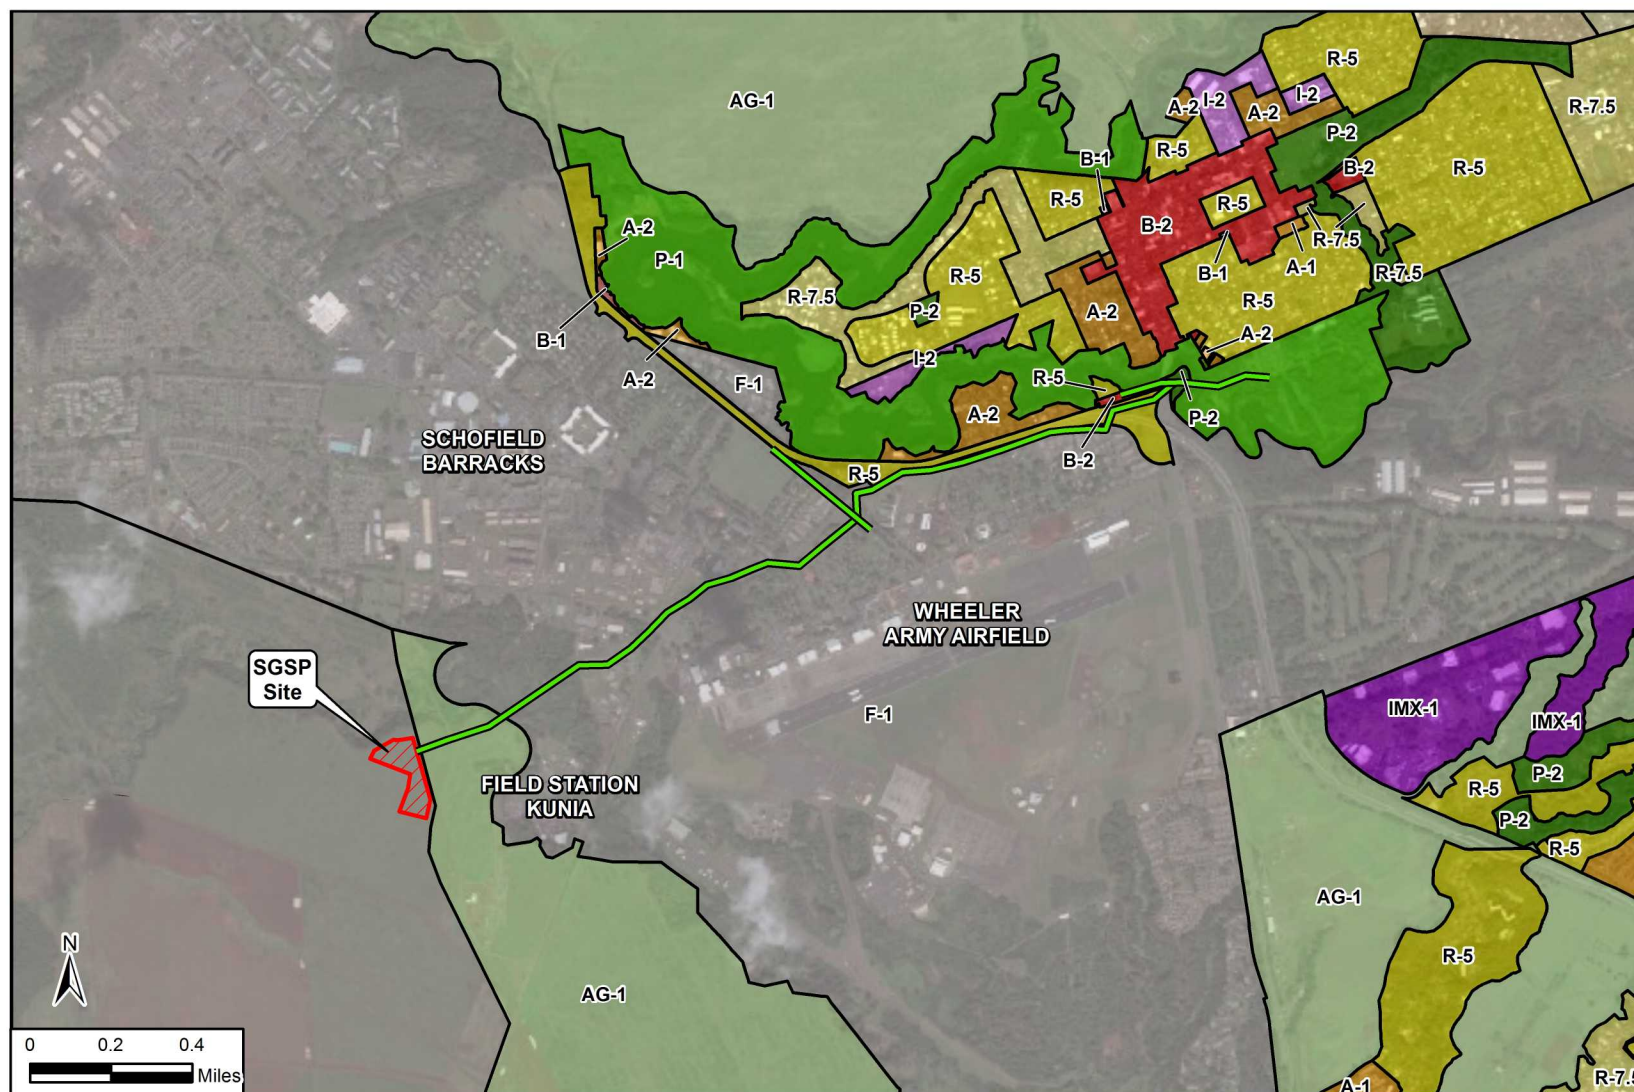 R-5
AG-1
A-2
I-2
I-2
R-7.5
A-2
P-2
R-5
B-1
B-2
R-5
R-5
R-5
B-2
A-2
R-7.5
P-1
B-1
A-1
R-5
R-7.5
R-7.5
P-2
R-5
A-2
A-2
B-1
I-2
A-2
F-1
R-5
A-2
P-2
SCHOFIELD
BARRACKS
B-2
R-5
WHEELER
ARMY AIRFIELD
SGSP
Site
F-1
IMX-1
IMX-1
P-2
FIELD STATION
KUNIA
R-5
P-2
R-5
AG-1
N
R-5
AG-1
0 0.2 0.4
Miles
R-7.5
A-1